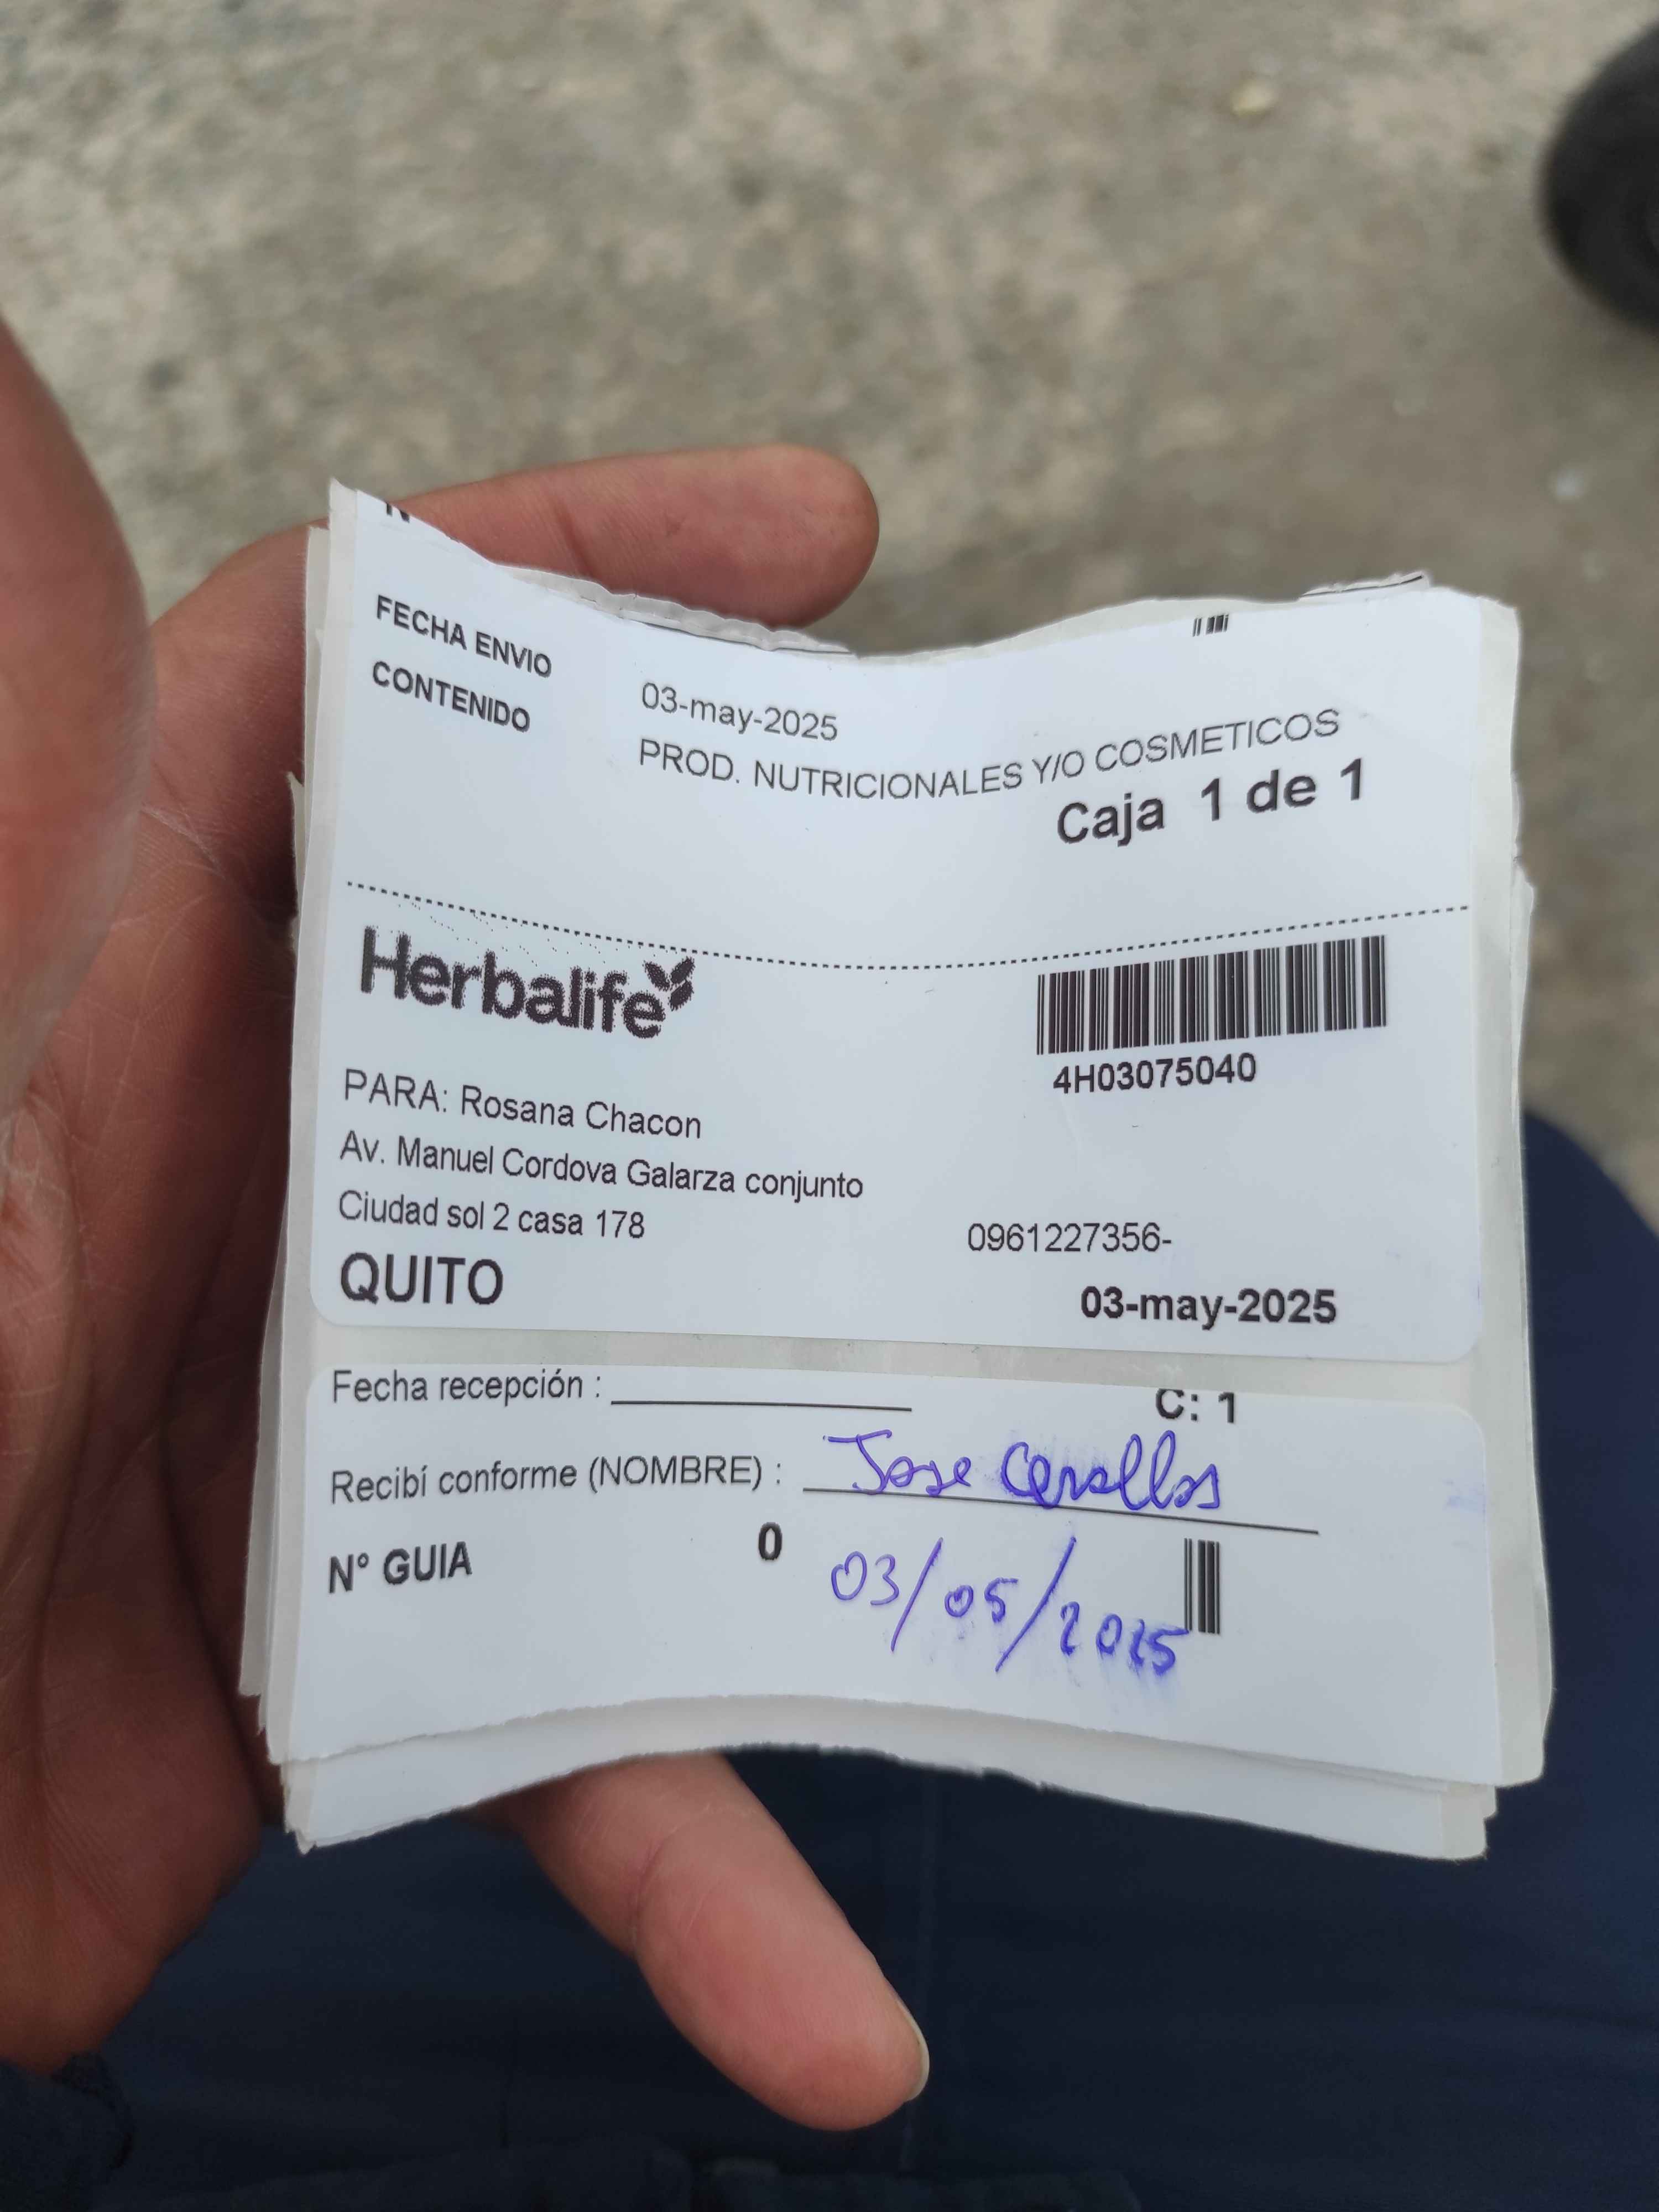 FECHA ENVIO 03-may-2025
CONTENIDO PROD. NUTRICIONALES Y/O COSMETICOS
Caja 1 de 1
Herbalife
4H03075040
PARA: Rosana Chacon
Av. Manuel Cordova Galarza conjunto
Ciudad sol 2 casa 178 0961227356-
QUITO 03-may-2025
Fecha recepción : C: 1
Recibí conforme (NOMBRE) : Jose
N° GUIA 0 03/05/2025